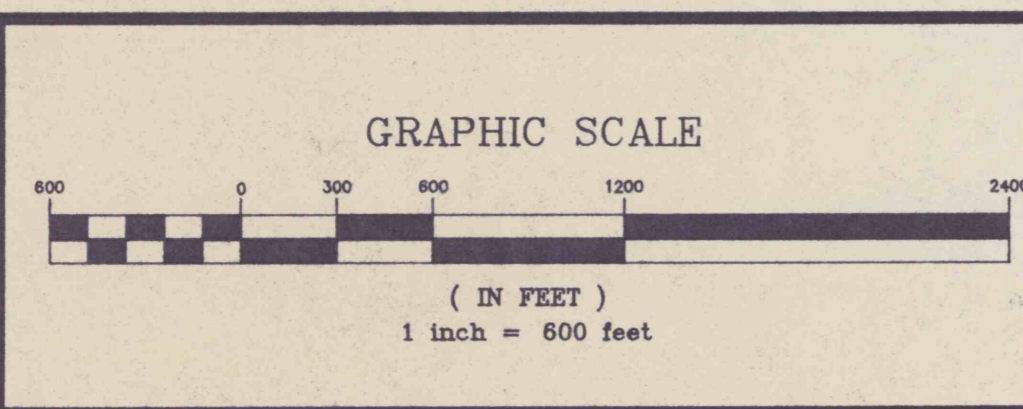 GRAPHIC SCALE
600 0 300 600 1200 2400
( IN FEET )
1 inch = 600 feet